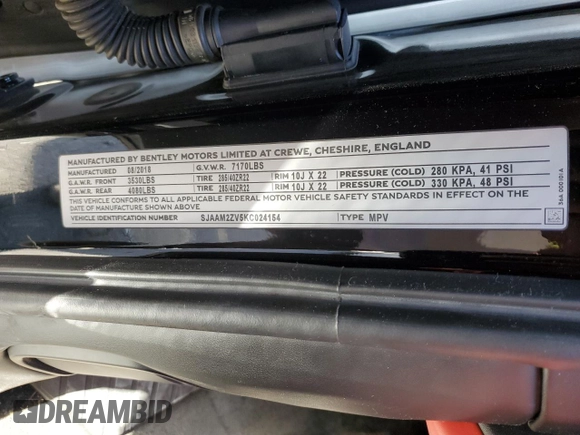 MANUFACTURED BY BENTLEY MOTORS LIMITED AT CREWE, CHESHIRE, ENGLAND
MANUFACTURED 08/2018 G.V.W.R. 7170LBS
G.A.W.R. FRONT 3530LBS TIRE 285/40ZR22 RIM 10J X 22 PRESSURE (COLD) 280 KPA, 41 PSI
G.A.W.R. REAR 4080LBS TIRE 285/40ZR22 RIM 10J X 22 PRESSURE (COLD) 330 KPA, 48 PSI
THIS VEHICLE CONFORMS TO ALL APPLICABLE FEDERAL MOTOR VEHICLE SAFETY STANDARDS IN EFFECT ON THE
DATE OF MANUFACTURE SHOWN ABOVE
VEHICLE IDENTIFICATION NUMBER SJAAM2ZV5KC024154 TYPE MPV
36A.010.010.A
DREAMBID